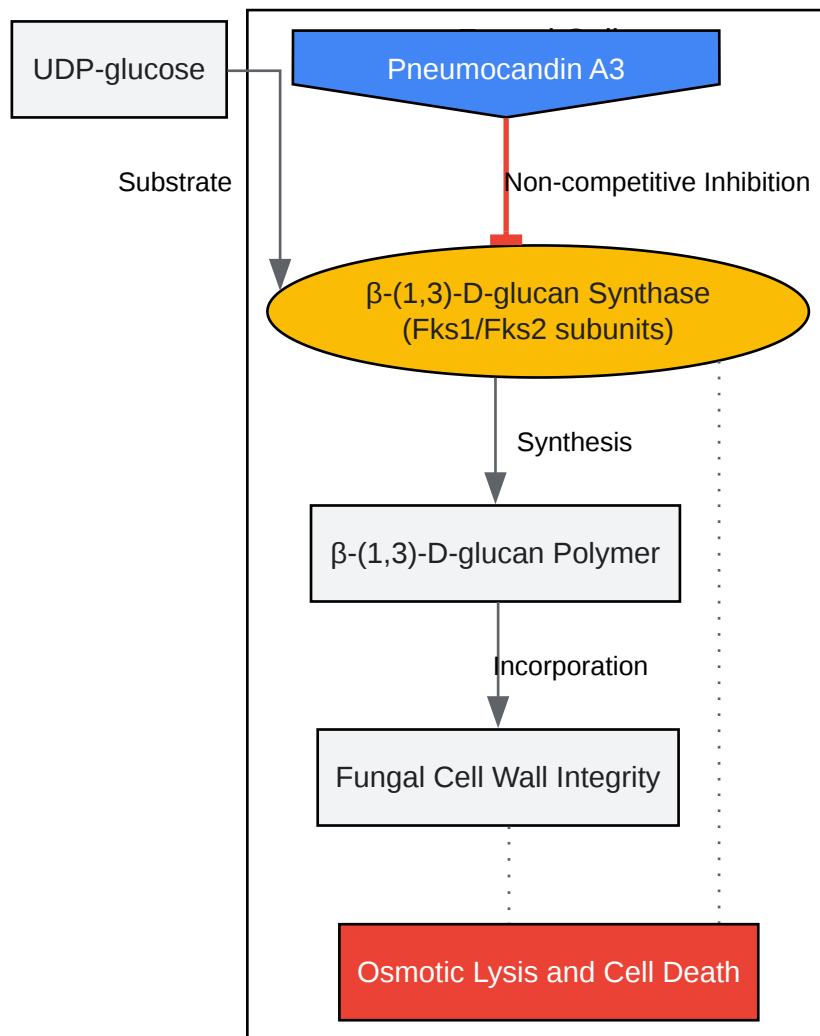 UDP-glucose
Pneumocandin A3
Substrate
Non-competitive Inhibition
β-(1,3)-D-glucan Synthase
(Fks1/Fks2 subunits)
Synthesis
β-(1,3)-D-glucan Polymer
Incorporation
Fungal Cell Wall Integrity
Osmotic Lysis and Cell Death